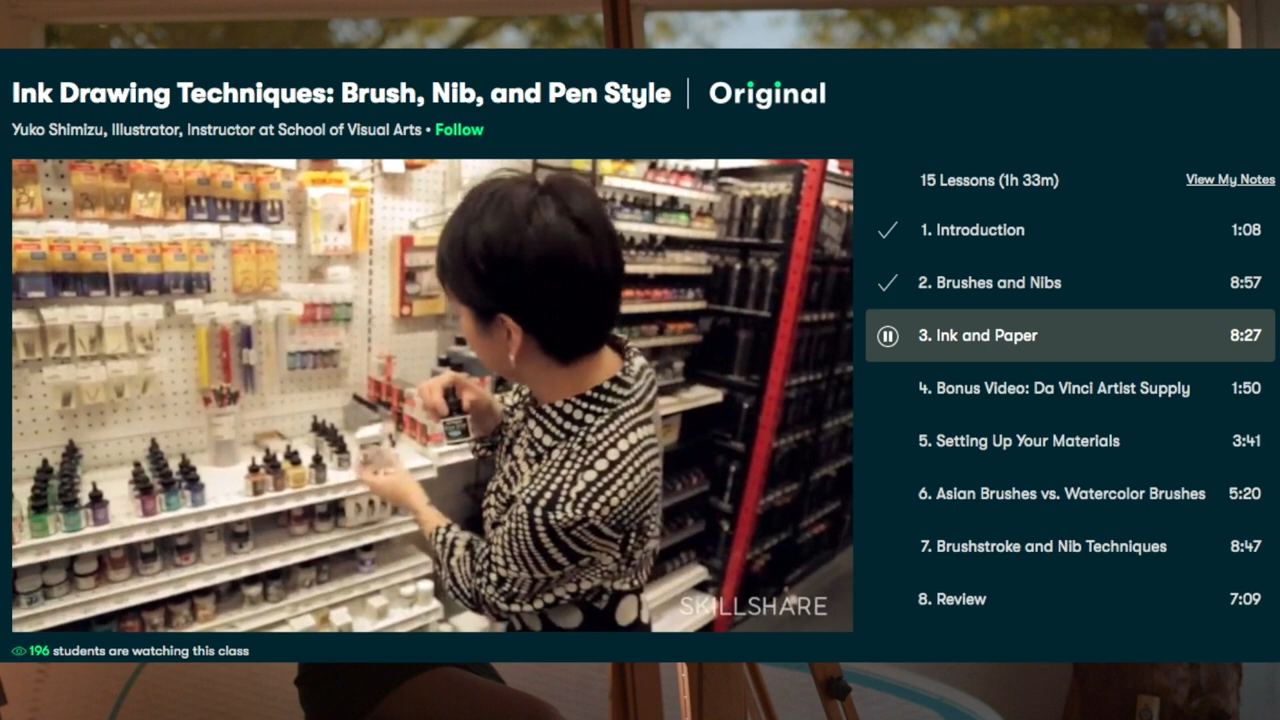 Ink Drawing Techniques: Brush, Nib, and Pen Style | Original
Yuko Shimizu, Illustrator, Instructor at School of Visual Arts • Follow
15 Lessons (1h 33m) View My Notes
1. Introduction 1:08
2. Brushes and Nibs 8:57
3. Ink and Paper 8:27
4. Bonus Video: Da Vinci Artist Supply 1:50
5. Setting Up Your Materials 3:41
6. Asian Brushes vs. Watercolor Brushes 5:20
7. Brushstroke and Nib Techniques 8:47
8. Review 7:09
SKILLSHARE
196 students are watching this class